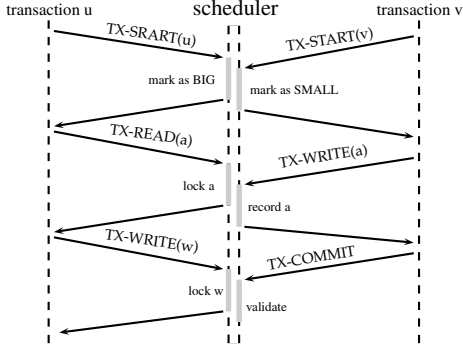 transaction u scheduler transaction v
TX-SRART(u)
TX-START(v)
mark as BIG
mark as SMALL
TX-READ(a)
TX-WRITE(a)
lock a
record a
TX-WRITE(w)
TX-COMMIT
lock w
validate